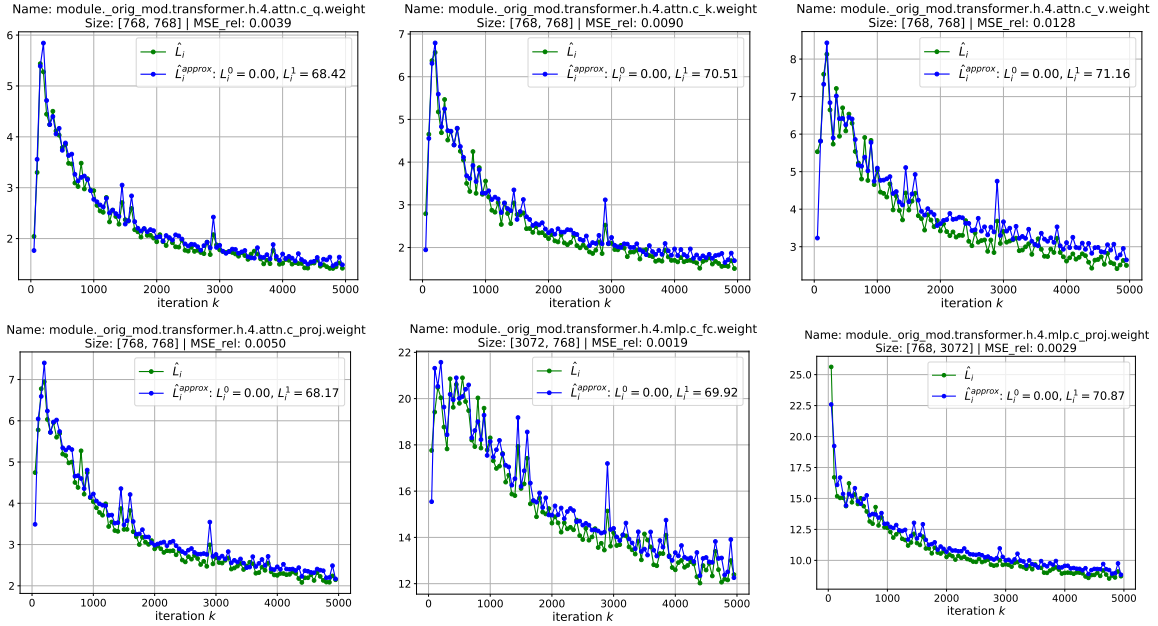 Name: module._orig_mod.transformer.h.4.attn.c_q.weight
Size: [768, 768] | MSE_rel: 0.0039
6
5
4
3
2
L̂_i
L̂_i^{approx}: L_i^0 = 0.00, L_i^1 = 68.42
0 1000 2000 3000 4000 5000
iteration k
Name: module._orig_mod.transformer.h.4.attn.c_k.weight
Size: [768, 768] | MSE_rel: 0.0090
7
6
5
4
3
2
L̂_i
L̂_i^{approx}: L_i^0 = 0.00, L_i^1 = 70.51
0 1000 2000 3000 4000 5000
iteration k
Name: module._orig_mod.transformer.h.4.attn.c_v.weight
Size: [768, 768] | MSE_rel: 0.0128
8
7
6
5
4
3
L̂_i
L̂_i^{approx}: L_i^0 = 0.00, L_i^1 = 71.16
0 1000 2000 3000 4000 5000
iteration k
Name: module._orig_mod.transformer.h.4.attn.c_proj.weight
Size: [768, 768] | MSE_rel: 0.0050
7
6
5
4
3
2
L̂_i
L̂_i^{approx}: L_i^0 = 0.00, L_i^1 = 68.17
0 1000 2000 3000 4000 5000
iteration k
Name: module._orig_mod.transformer.h.4.mlp.c_fc.weight
Size: [3072, 768] | MSE_rel: 0.0019
22
20
18
16
14
12
L̂_i
L̂_i^{approx}: L_i^0 = 0.00, L_i^1 = 69.92
0 1000 2000 3000 4000 5000
iteration k
Name: module._orig_mod.transformer.h.4.mlp.c_proj.weight
Size: [768, 3072] | MSE_rel: 0.0029
25.0
22.5
20.0
17.5
15.0
12.5
10.0
L̂_i
L̂_i^{approx}: L_i^0 = 0.00, L_i^1 = 70.87
0 1000 2000 3000 4000 5000
iteration k